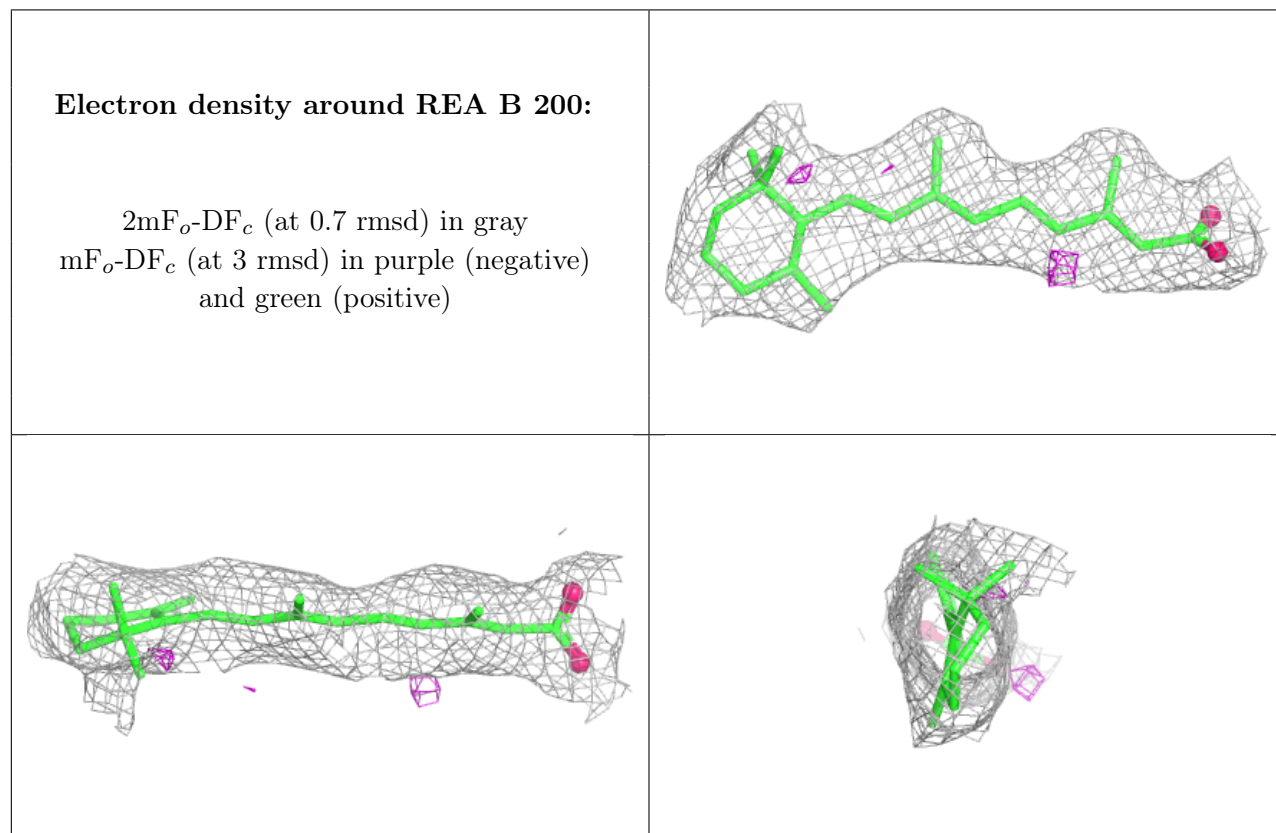 Electron density around REA B 200:
2mFo-DFc (at 0.7 rmsd) in gray
mFo-DFc (at 3 rmsd) in purple (negative)
and green (positive)